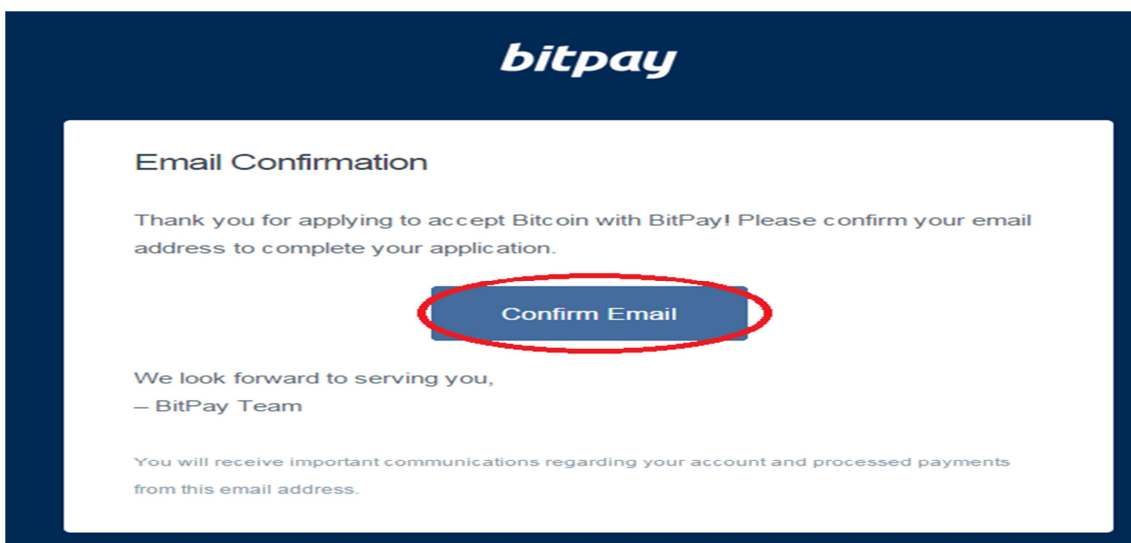 bitpay
Email Confirmation
Thank you for applying to accept Bitcoin with BitPay! Please confirm your email
address to complete your application.
Confirm Email
We look forward to serving you,
– BitPay Team
You will receive important communications regarding your account and processed payments
from this email address.